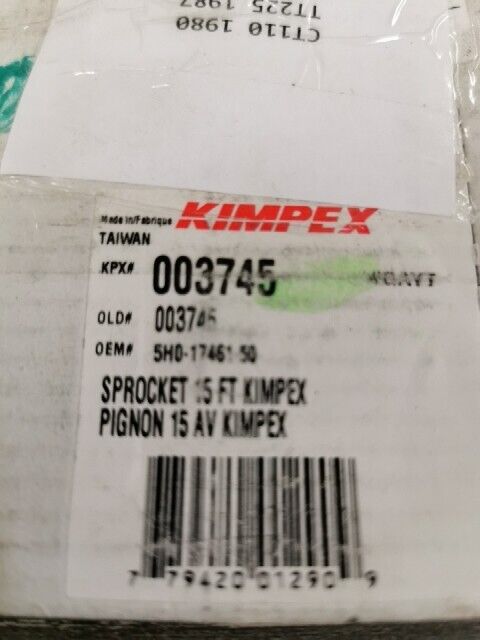 CT110 1980
TT225 1987
Made in/Fabrique KIMPEX
TAIWAN
KPX# 003745
OLD# 003745
OEM# 5H0-17461 50
SPROCKET 15 FT KIMPEX
PIGNON 15 AV KIMPEX
7 79420 01290 9